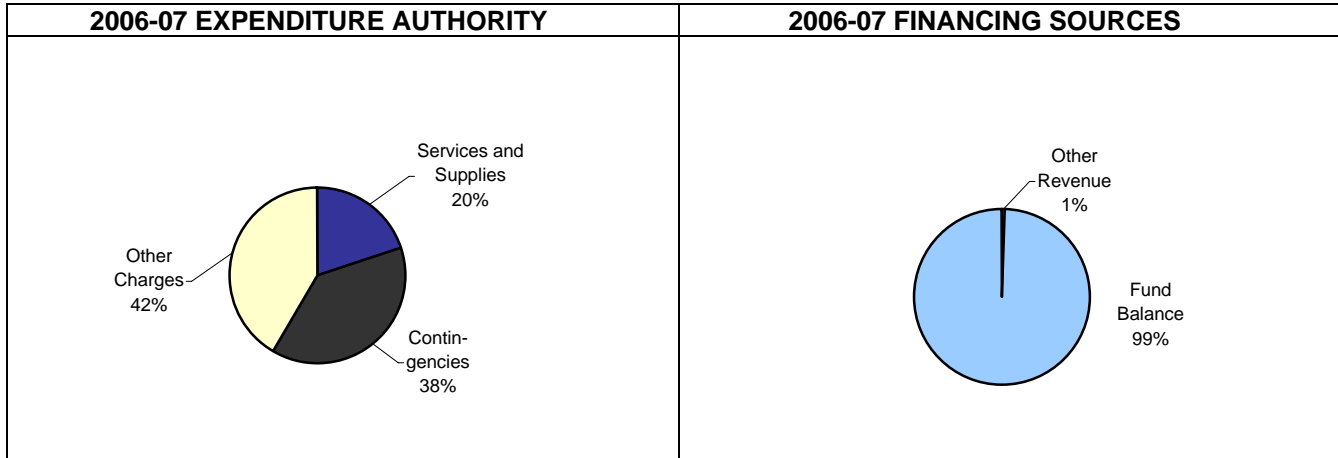 2006-07 EXPENDITURE AUTHORITY
Services and
Supplies
20%
Other
Charges
42%
Contin-
gencies
38%
2006-07 FINANCING SOURCES
Other
Revenue
1%
Fund
Balance
99%